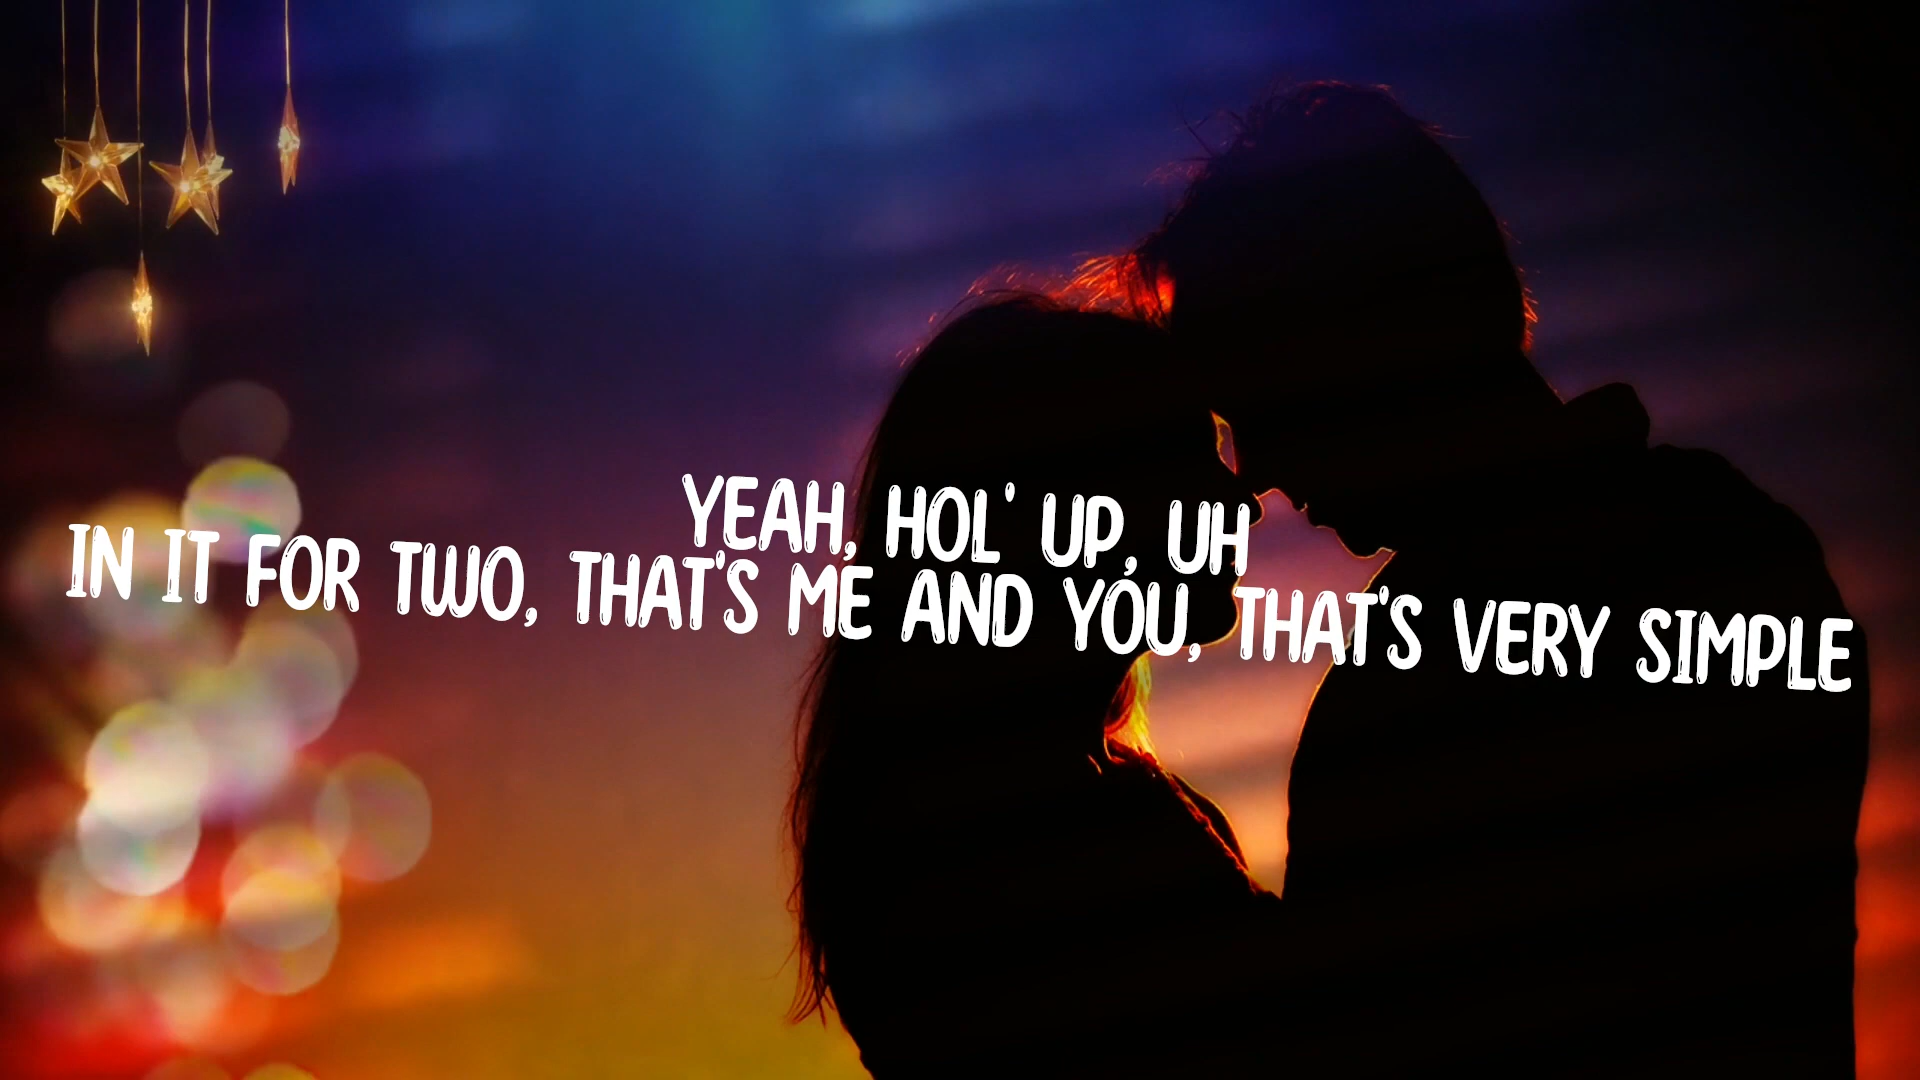 YEAH, HOL' UP, UH
IN IT FOR TWO, THAT'S ME AND YOU, THAT'S VERY SIMPLE